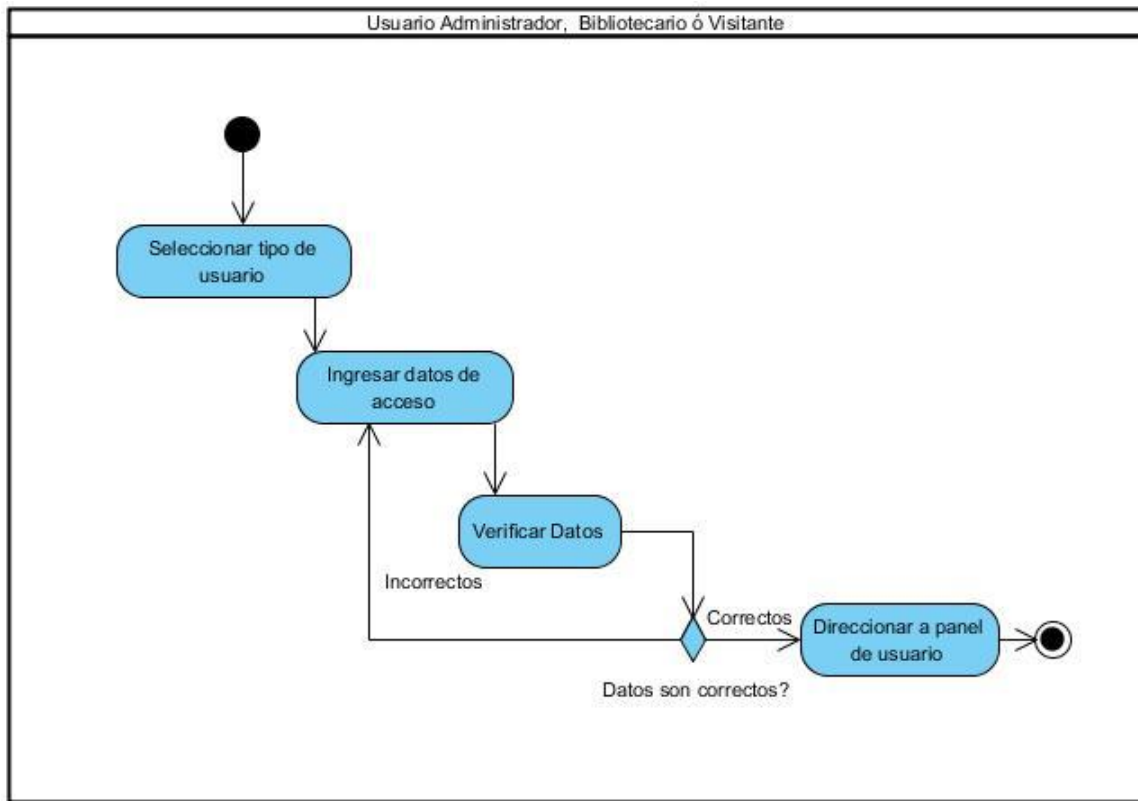 Usuario Administrador, Bibliotecario ó Visitante
Seleccionar tipo de
usuario
Ingresar datos de
acceso
Verificar Datos
Incorrectos
Correctos
Direccionar a panel
de usuario
Datos son correctos?